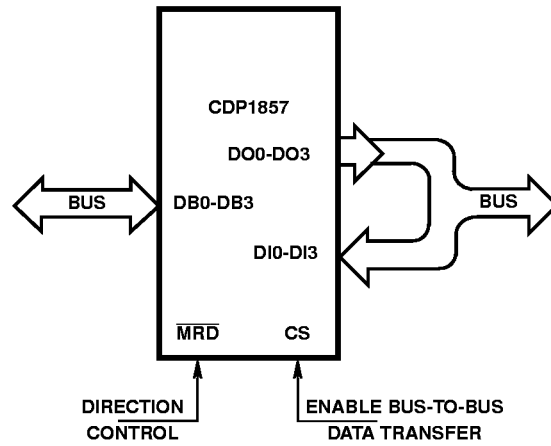 CDP1857
DO0-DO3
BUS
DB0-DB3
BUS
DI0-DI3
MRD
CS
DIRECTION
CONTROL
ENABLE BUS-TO-BUS
DATA TRANSFER